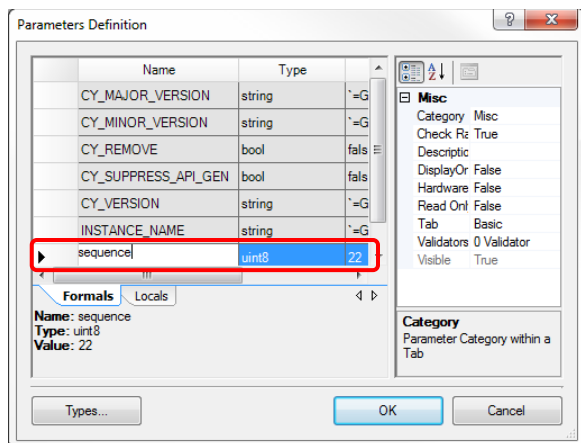 Parameters Definition
Name Type
CY_MAJOR_VERSION string `=G
CY_MINOR_VERSION string `=G
CY_REMOVE bool fals
CY_SUPPRESS_API_GEN bool fals
CY_VERSION string `=G
INSTANCE_NAME string `=G
sequence uint8 22
Formals Locals
Name: sequence
Type: uint8
Value: 22
Misc
Category Misc
Check Ra True
Descriptic
DisplayOr False
Hardware False
Read Onl False
Tab Basic
Validators 0 Validator
Visible True
Category
Parameter Category within a
Tab
Types... OK Cancel